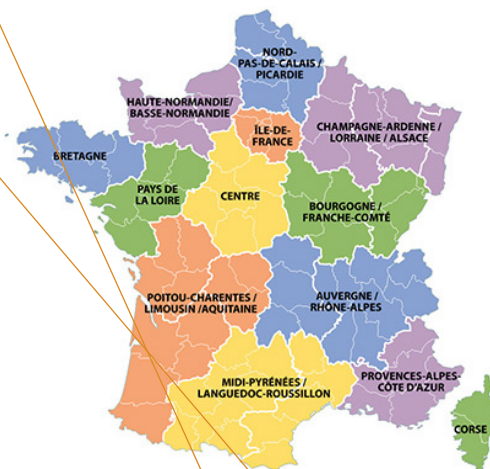 NORD-
PAS-DE-CALAIS /
PICARDIE
HAUTE-NORMANDIE/
BASSE-NORMANDIE
ÎLE-DE-
FRANCE
CHAMPAGNE-ARDENNE /
LORRAINE / ALSACE
BRETAGNE
PAYS DE
LA LOIRE
CENTRE
BOURGOGNE /
FRANCHE-COMTÉ
POITOU-CHARENTES /
LIMOUSIN /AQUITAINE
AUVERGNE /
RHÔNE-ALPES
MIDI-PYRÉNÉES /
LANGUEDOC-ROUSSILLON
PROVENCES-ALPES-
CÔTE D'AZUR
CORSE